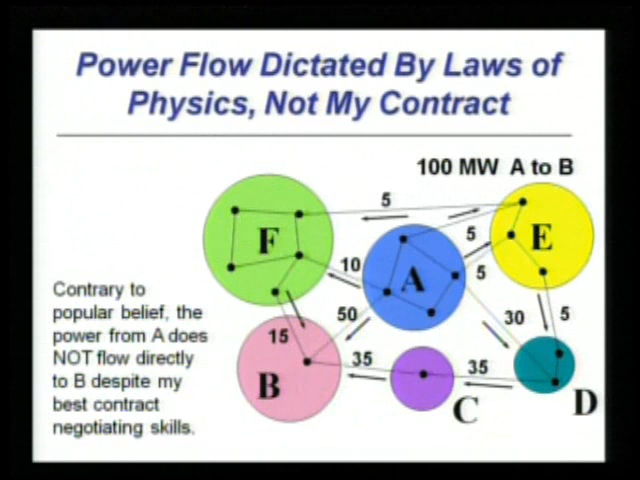 Power Flow Dictated By Laws of
Physics, Not My Contract
100 MW A to B
5
F
E
5
10
A
5
Contrary to
popular belief, the
power from A does
NOT flow directly
to B despite my
best contract
negotiating skills.
50
30
5
15
35
35
B
C
D